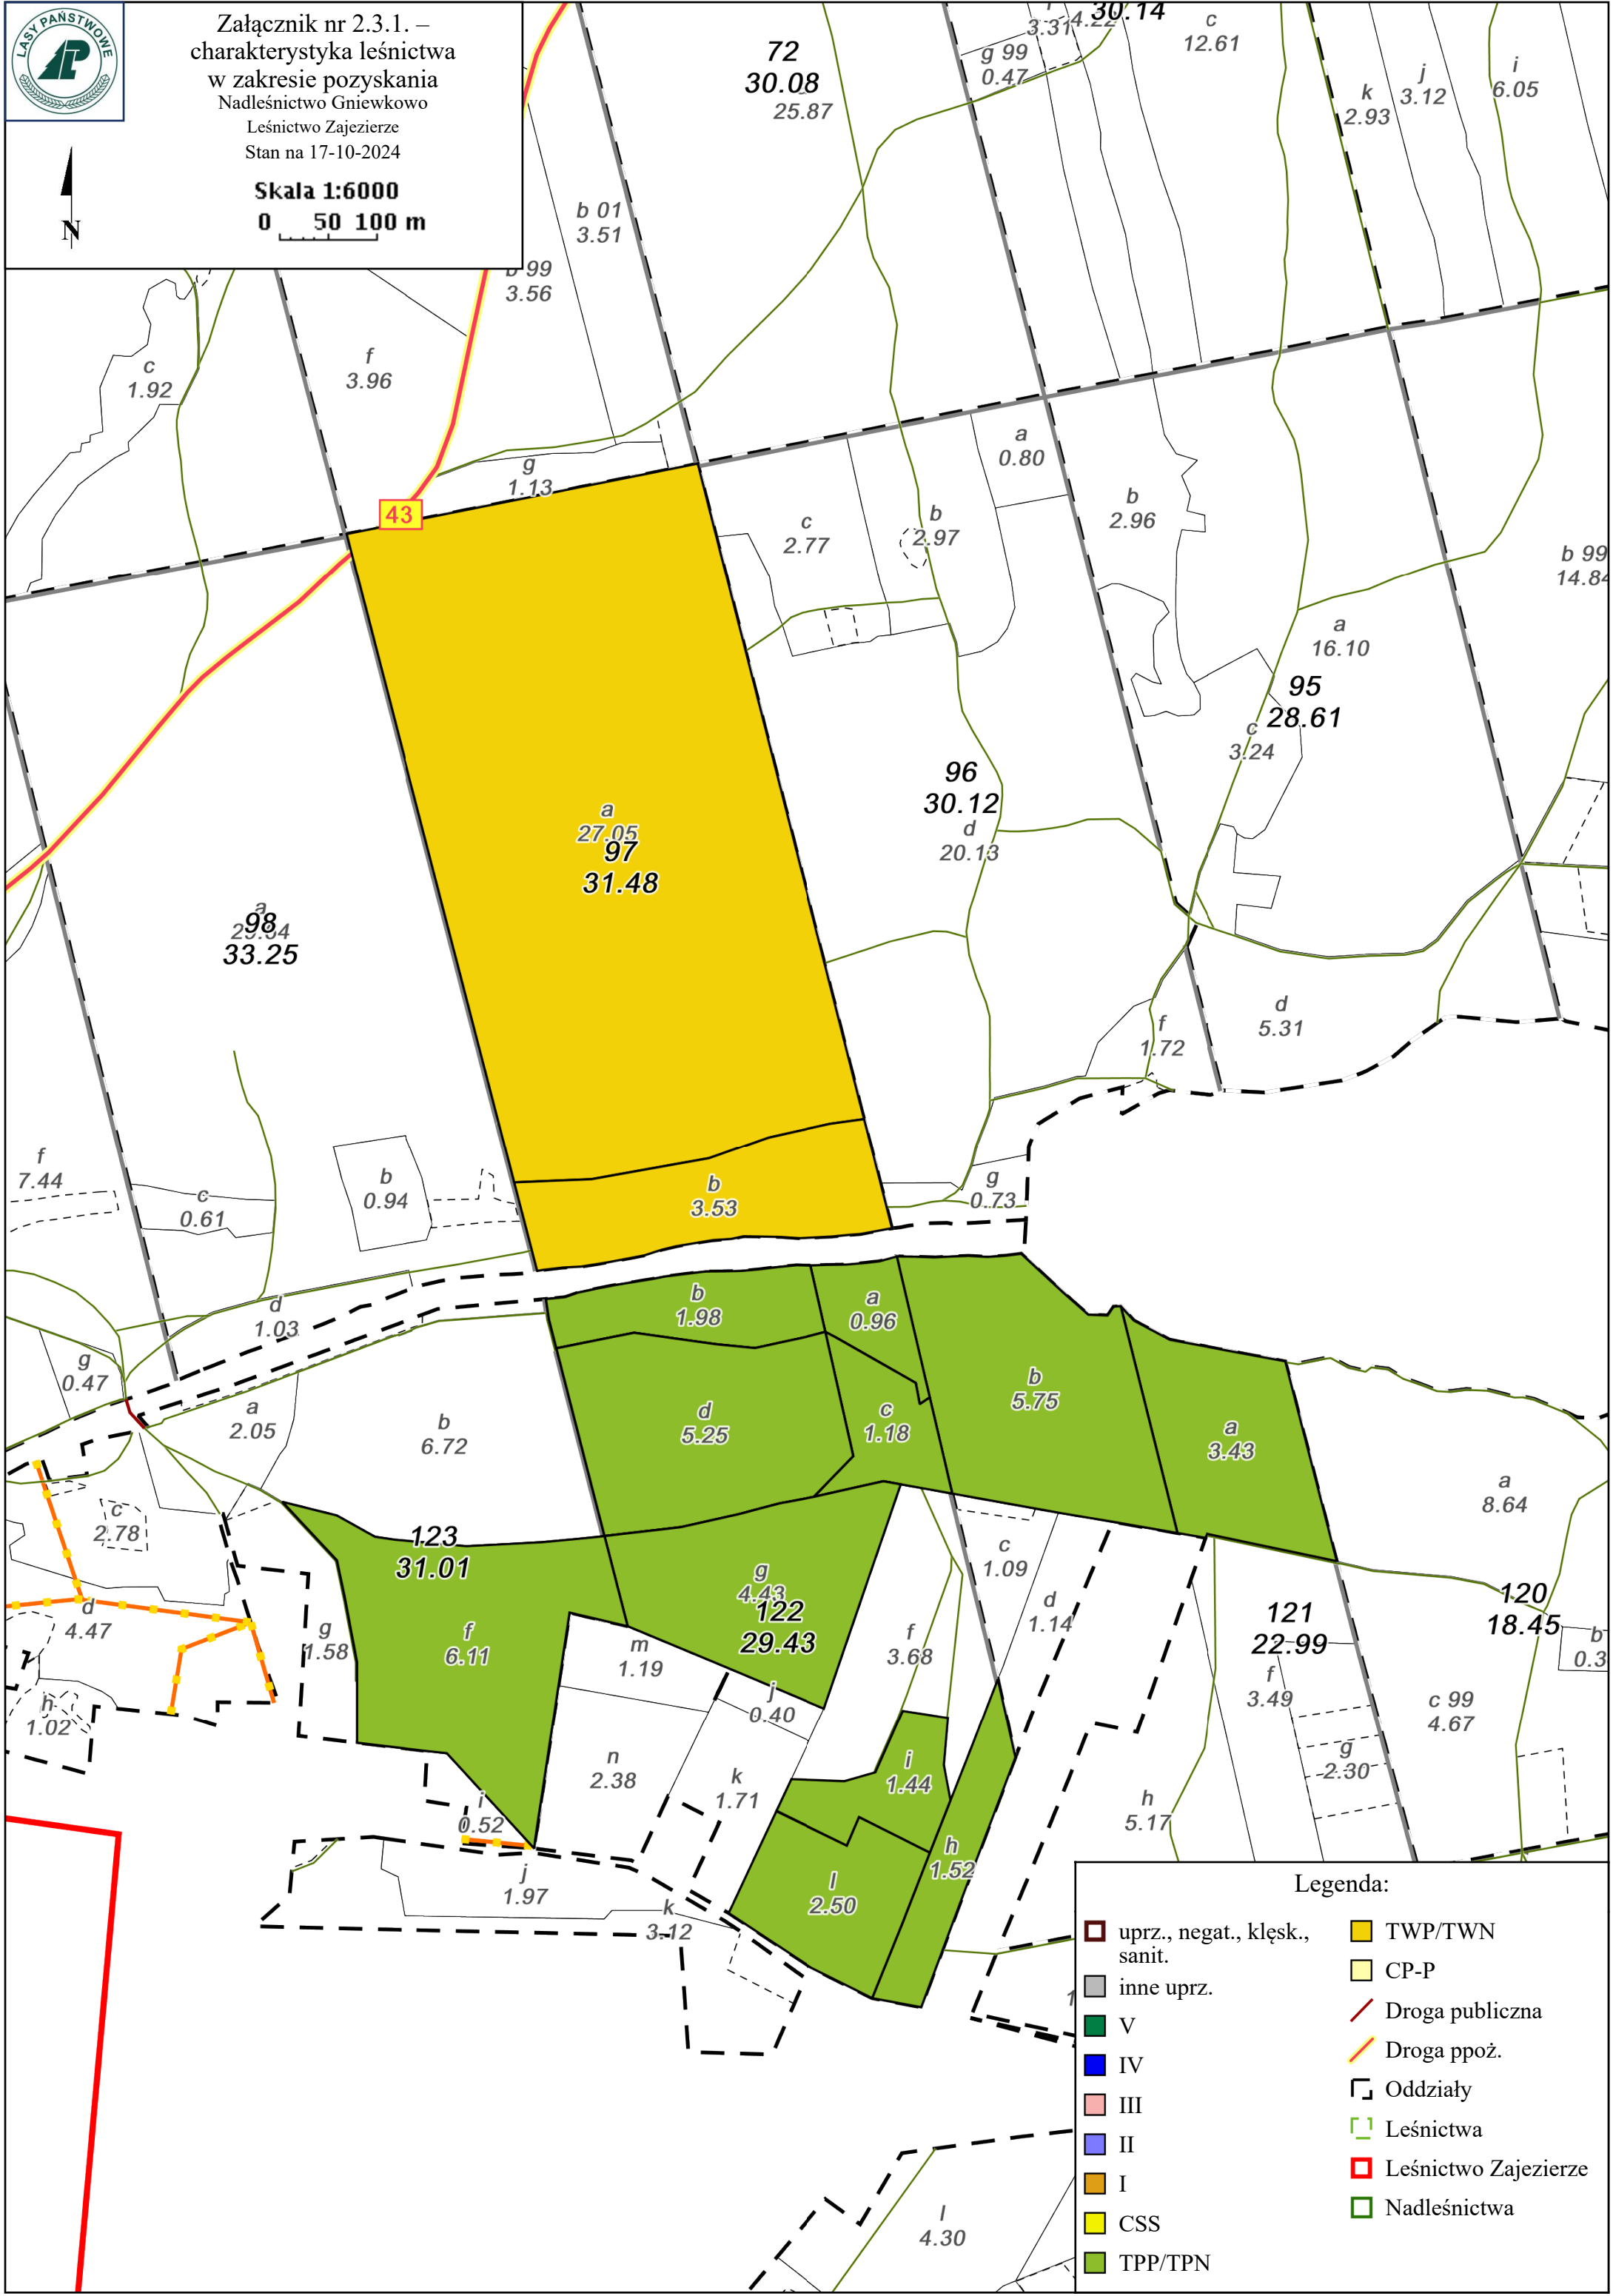 LASY PAŃSTWOWE
Załącznik nr 2.3.1. –
charakterystyka leśnictwa
w zakresie pozyskania
Nadleśnictwo Gniewkowo
Leśnictwo Zajezierze
Stan na 17-10-2024
Skala 1:6000
0 50 100 m
N
72
30.08
25.87
g 99
0.47
3.31
4.22
30.14
c
12.61
k
2.93
j
3.12
i
6.05
b 01
3.51
b 99
3.56
f
3.96
c
1.92
g
1.13
43
a
0.80
c
2.77
b
2.97
b
2.96
b 99
14.84
a
16.10
95
28.61
c
3.24
96
30.12
d
20.13
a
27.05
97
31.48
a
98
33.25
d
5.31
f
1.72
f
7.44
c
0.61
b
0.94
b
3.53
g
0.73
d
1.03
b
1.98
a
0.96
g
0.47
a
2.05
b
6.72
d
5.25
c
1.18
b
5.75
a
3.43
a
8.64
c
2.78
123
31.01
c
1.09
g
4.43
122
29.43
d
1.14
121
22.99
120
18.45
d
4.47
g
1.58
f
6.11
m
1.19
f
3.68
b
0.3
f
3.49
c 99
4.67
h
1.02
j
0.40
n
2.38
k
1.71
i
1.44
g
2.30
h
5.17
i
0.52
h
1.52
j
1.97
l
2.50
k
3.12
l
4.30
Legenda:
uprz., negat., klęsk.,
sanit.
inne uprz.
V
IV
III
II
I
CSS
TPP/TPN
TWP/TWN
CP-P
Droga publiczna
Droga ppoż.
Oddziały
Leśnictwa
Leśnictwo Zajezierze
Nadleśnictwa